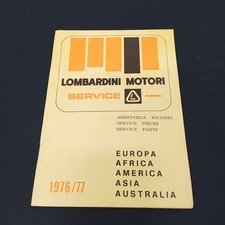 LOMBARDINI MOTORI
SERVICE
ASSISTENZA RICAMBI
SERVICE PIECES
SERVICE PARTS
EUROPA
AFRICA
AMERICA
ASIA
AUSTRALIA
1976/77